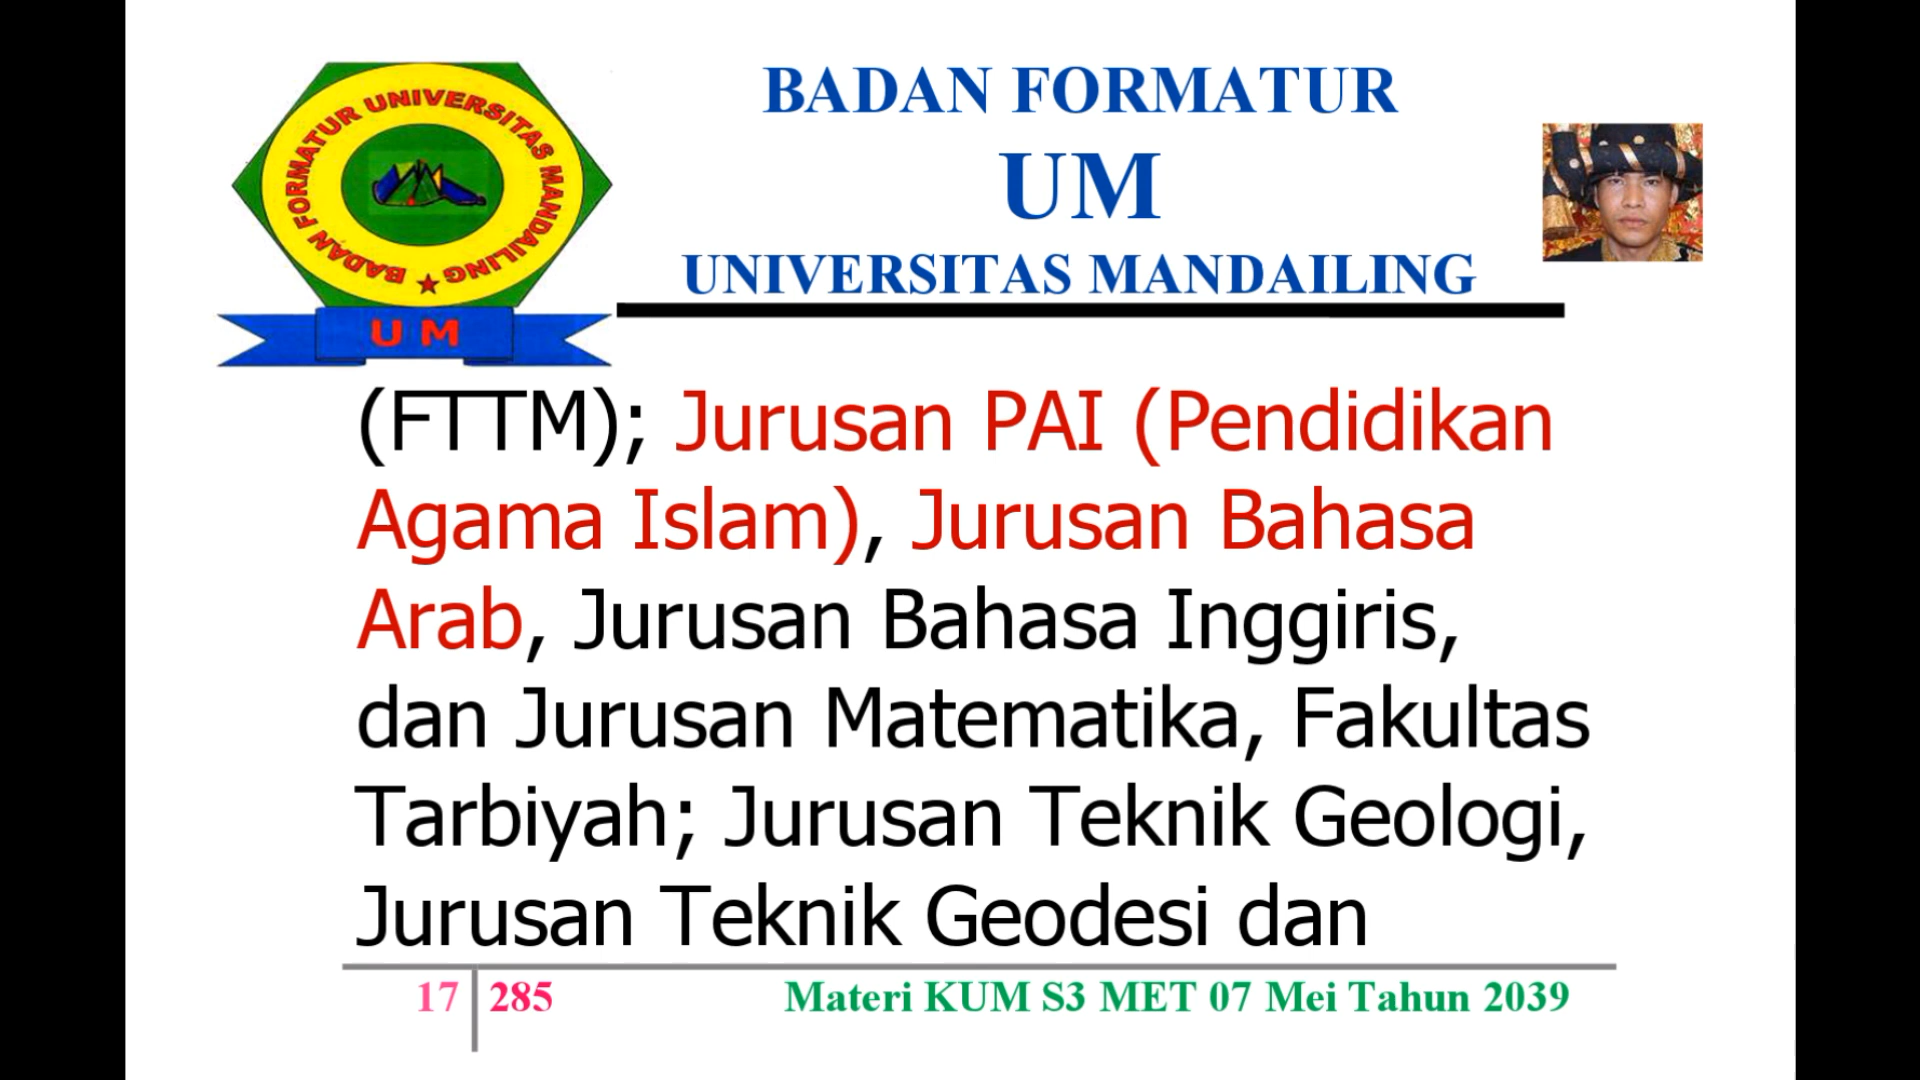 BADAN FORMATUR UNIVERSITAS MANDAILING
U M
BADAN FORMATUR
UM
UNIVERSITAS MANDAILING
(FTTM); Jurusan PAI (Pendidikan
Agama Islam), Jurusan Bahasa
Arab, Jurusan Bahasa Inggiris,
dan Jurusan Matematika, Fakultas
Tarbiyah; Jurusan Teknik Geologi,
Jurusan Teknik Geodesi dan
17 285
Materi KUM S3 MET 07 Mei Tahun 2039